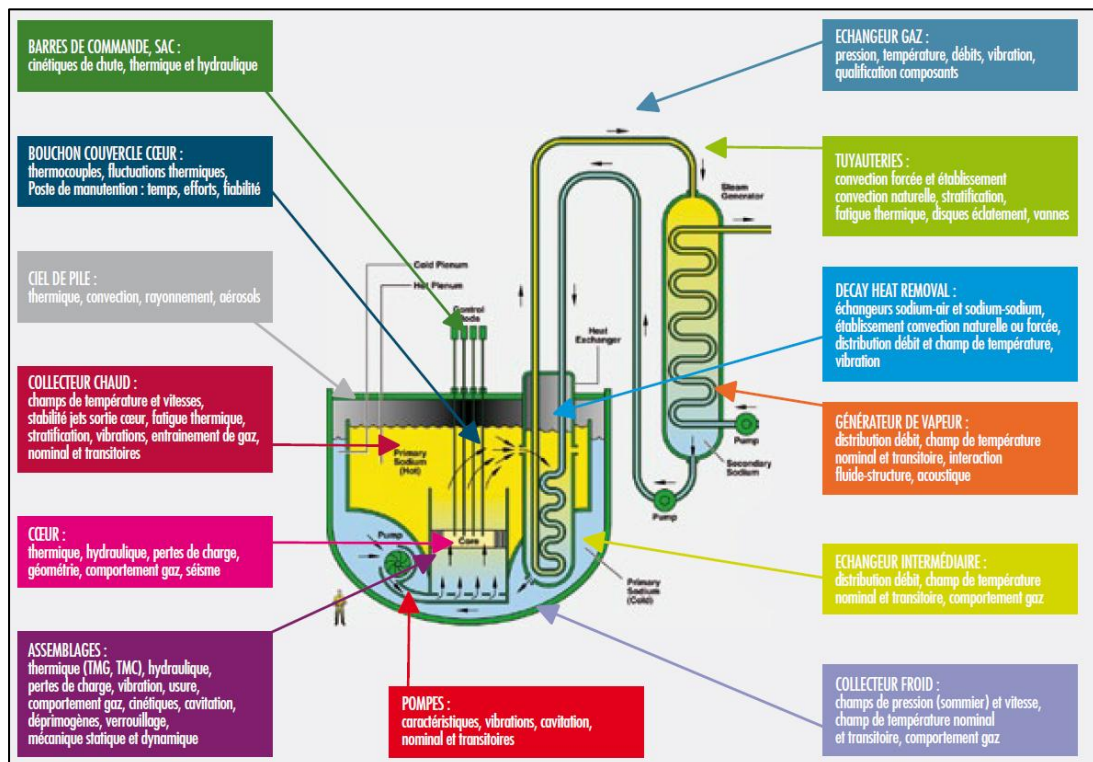 BARRES DE COMMANDE, SAC :
cinétiques de chute, thermique et hydraulique
BOUCHON COUVERCLE CŒUR :
thermocouples, fluctuations thermiques,
Poste de manutention : temps, efforts, fiabilité
CIEL DE PILE :
thermique, convection, rayonnement, aérosols
COLLECTEUR CHAUD :
champs de température et vitesses,
stabilité jets sortie cœur, fatigue thermique,
stratification, vibrations, entrainement de gaz,
nominal et transitoires
CŒUR :
thermique, hydraulique, pertes de charge,
géométrie, comportement gaz, séisme
ASSEMBLAGES :
thermique (TMG, TMC), hydraulique,
pertes de charge, vibration, usure,
comportement gaz, cinétiques, cavitation,
déprimogènes, verrouillage,
mécanique statique et dynamique
POMPES :
caractéristiques, vibrations, cavitation,
nominal et transitoires
Cold Plenum
Hot Plenum
Control
Rods
Heat
Exchanger
Primary
Sodium
(Hot)
Pump
Core
Primary
Sodium
(Cold)
Steam
Generator
Pump
Secondary
Sodium
Pump
ECHANGEUR GAZ :
pression, température, débits, vibration,
qualification composants
TUYAUTERIES :
convection forcée et établissement
convection naturelle, stratification,
fatigue thermique, disques éclatement, vannes
DECAY HEAT REMOVAL :
échangeurs sodium-air et sodium-sodium,
établissement convection naturelle ou forcée,
distribution débit et champ de température,
vibration
GÉNÉRATEUR DE VAPEUR :
distribution débit, champ de température
nominal et transitoire, interaction
fluide-structure, acoustique
ECHANGEUR INTERMÉDIAIRE :
distribution débit, champ de température
nominal et transitoire, comportement gaz
COLLECTEUR FROID :
champs de pression (sommier) et vitesse,
champ de température nominal
et transitoire, comportement gaz